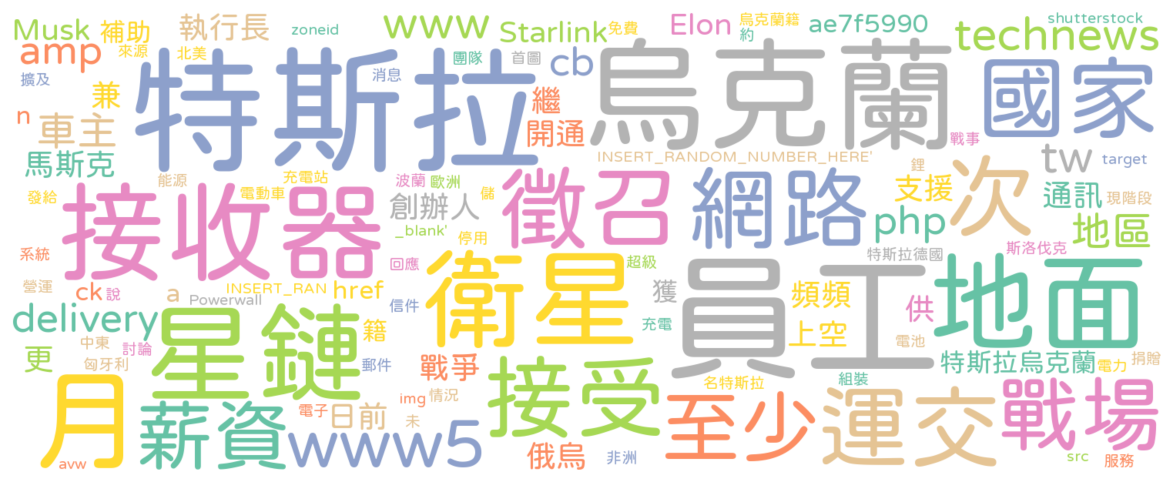 Musk 補助 執行長 zoneid www Starlink 免費 Elon 烏克蘭籍 約 ae7f5990 shutterstock technews
amp 來源 北美 團隊 首圖 cb
擴及 兼 特斯拉 消息 烏克蘭 國家
n 車主 繼 開通 戰事
馬斯克 能源 充電站 波蘭 歐洲 INSERT_RANDOM_NUMBER_HERE' 鋰 tw target
發給 電動車 儲 支援 次 通訊 現階段
接收器 創辦人 徵召 網路 php 地區
系統 _blank' 停用 特斯拉德國 斯洛伐克
營運 ck 說 a INSERT_RAN href 回應 衛星 超級 獲 員工 頻頻 供 地面
Powerwall 信件
delivery 星鏈 籍 充電 上空 電池
更 中東 討論 匈牙利 郵件 戰爭 特斯拉烏克蘭 電力 捐贈
月 薪資 電子 日前 img 情況 未 接受 名特斯拉 組裝 至少 運交 戰場
avw www5 俄烏 非洲 src 服務